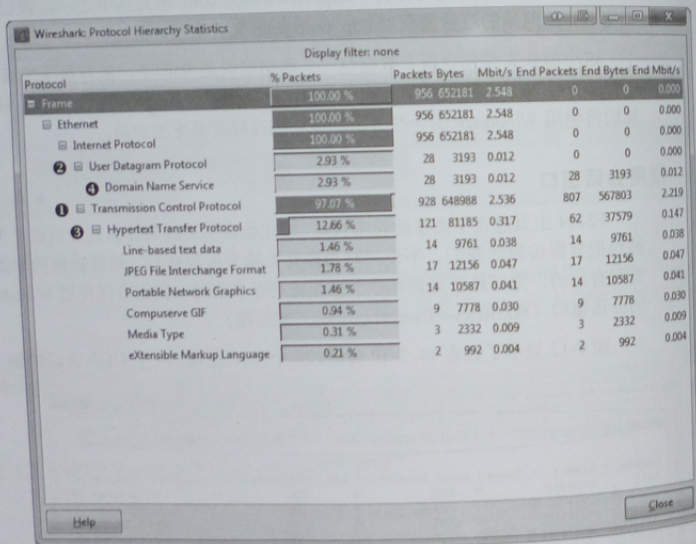 Wireshark: Protocol Hierarchy Statistics
Display filter: none
Protocol % Packets Packets Bytes Mbit/s End Packets End Bytes End Mbit/s
Frame 100.00 % 956 652181 2.548 0 0 0.000
Ethernet 100.00 % 956 652181 2.548 0 0 0.000
Internet Protocol 100.00 % 956 652181 2.548 0 0 0.000
2 User Datagram Protocol 2.93 % 28 3193 0.012 0 0 0.000
4 Domain Name Service 2.93 % 28 3193 0.012 28 3193 0.012
1 Transmission Control Protocol 97.07 % 928 648988 2.536 807 567803 2.219
3 Hypertext Transfer Protocol 12.66 % 121 81185 0.317 62 37579 0.147
Line-based text data 1.46 % 14 9761 0.038 14 9761 0.038
JPEG File Interchange Format 1.78 % 17 12156 0.047 17 12156 0.047
Portable Network Graphics 1.46 % 14 10587 0.041 14 10587 0.041
Compuserve GIF 0.94 % 9 7778 0.030 9 7778 0.030
Media Type 0.31 % 3 2332 0.009 3 2332 0.009
eXtensible Markup Language 0.21 % 2 992 0.004 2 992 0.004
Help Close